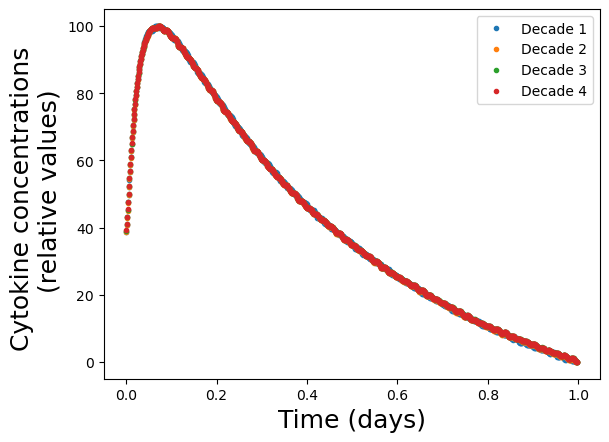 Cytokine concentrations
(relative values)
100
80
60
40
20
0
Decade 1
Decade 2
Decade 3
Decade 4
0.0 0.2 0.4 0.6 0.8 1.0
Time (days)